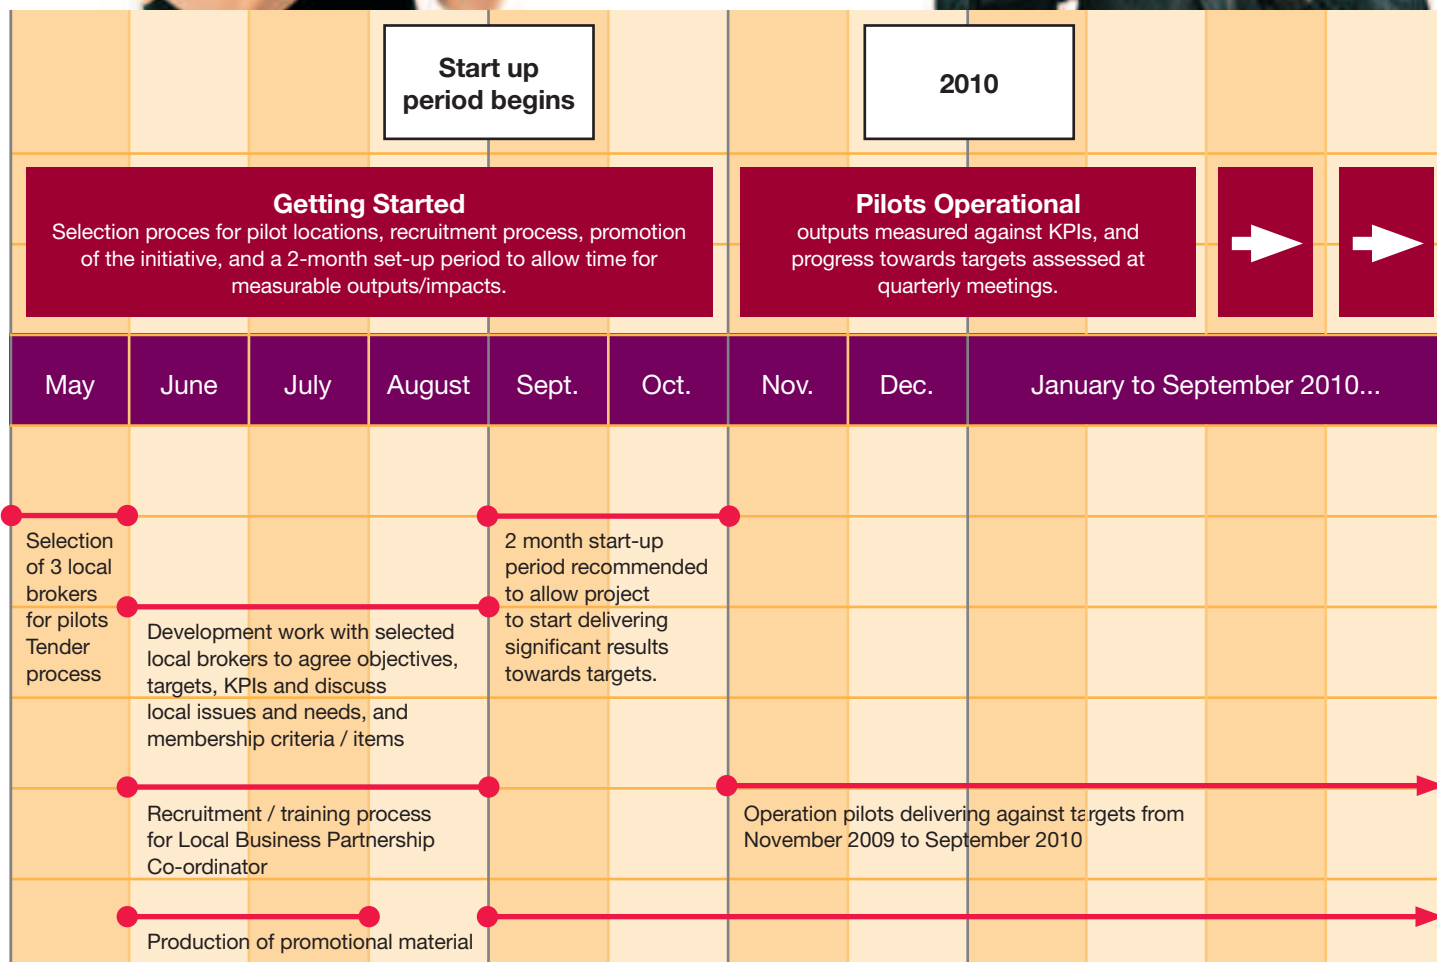 Start up
period begins
2010
Getting Started
Selection proces for pilot locations, recruitment process, promotion
of the initiative, and a 2-month set-up period to allow time for
measurable outputs/impacts.
Pilots Operational
outputs measured against KPIs, and
progress towards targets assessed at
quarterly meetings.
May
June
July
August
Sept.
Oct.
Nov.
Dec.
January to September 2010...
Selection
of 3 local
brokers
for pilots
Tender
process
Development work with selected
local brokers to agree objectives,
targets, KPIs and discuss
local issues and needs, and
membership criteria / items
2 month start-up
period recommended
to allow project
to start delivering
significant results
towards targets.
Recruitment / training process
for Local Business Partnership
Co-ordinator
Operation pilots delivering against targets from
November 2009 to September 2010
Production of promotional material